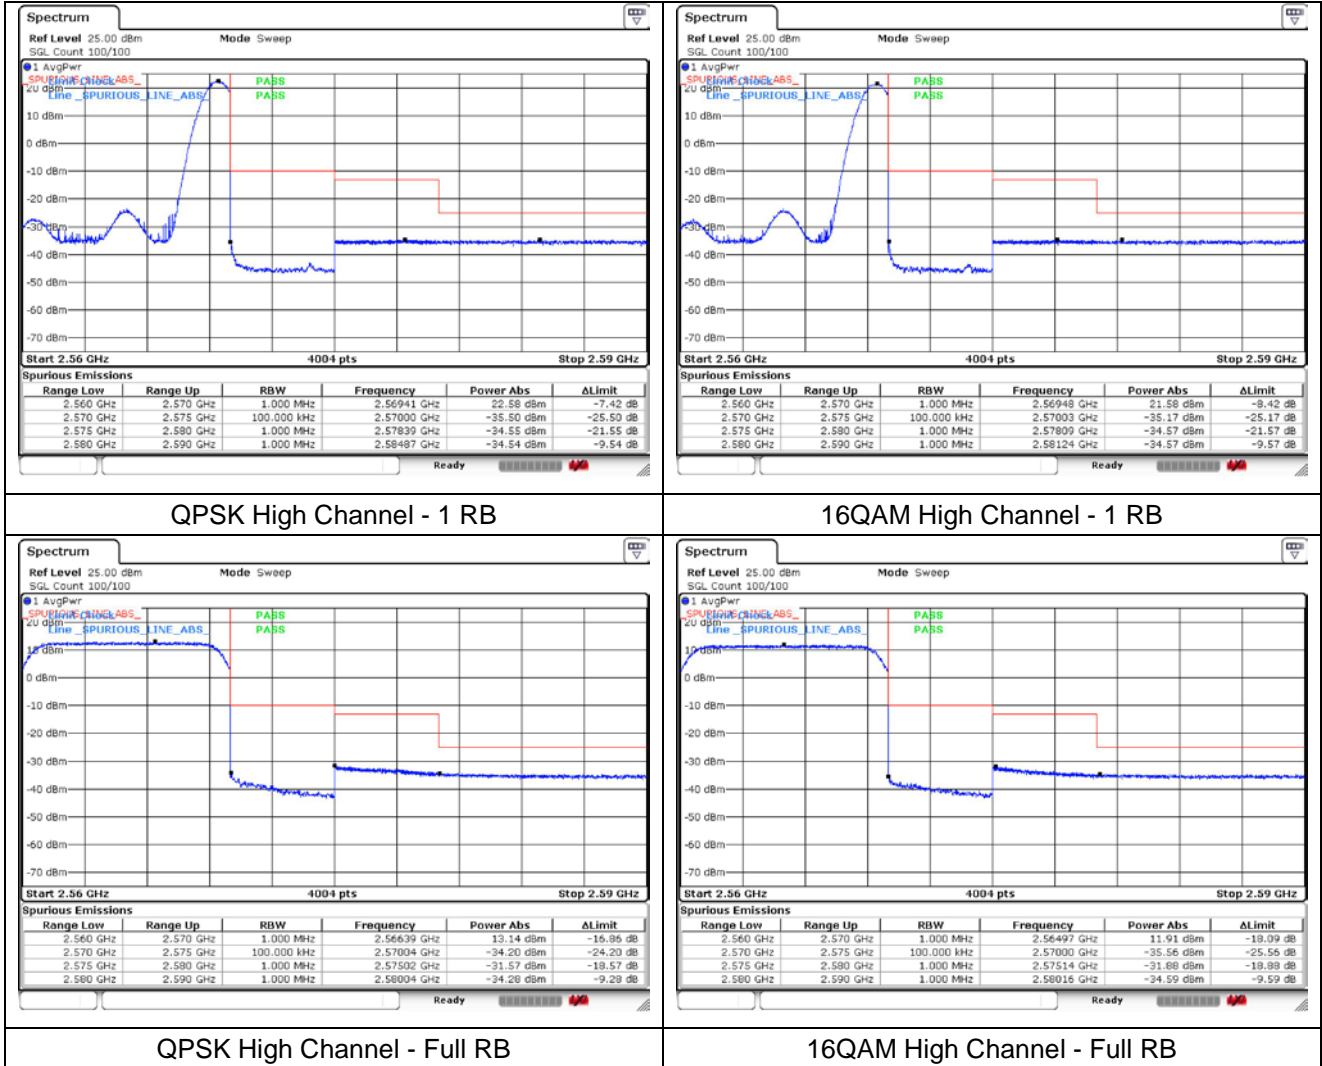 Spectrum
Ref Level 25.00 dBm Mode Sweep
SGL Count 100/100
1 AvgPwr
Limit Check PASS
Line _SPURIOUS_LINE_ABS_ PASS
20 dBm
10 dBm
0 dBm
-10 dBm
-20 dBm
-30 dBm
-40 dBm
-50 dBm
-60 dBm
-70 dBm
Start 2.56 GHz 4004 pts Stop 2.59 GHz
Spurious Emissions
Range Low Range Up RBW Frequency Power Abs ΔLimit
2.560 GHz 2.570 GHz 1.000 MHz 2.56941 GHz 22.58 dBm -7.42 dB
2.570 GHz 2.575 GHz 100.000 kHz 2.57000 GHz -35.50 dBm -25.50 dB
2.575 GHz 2.580 GHz 1.000 MHz 2.57839 GHz -34.55 dBm -21.55 dB
2.580 GHz 2.590 GHz 1.000 MHz 2.58487 GHz -34.54 dBm -9.54 dB
Ready
QPSK High Channel - 1 RB
Spectrum
Ref Level 25.00 dBm Mode Sweep
SGL Count 100/100
1 AvgPwr
Limit Check PASS
Line _SPURIOUS_LINE_ABS_ PASS
20 dBm
10 dBm
0 dBm
-10 dBm
-20 dBm
-30 dBm
-40 dBm
-50 dBm
-60 dBm
-70 dBm
Start 2.56 GHz 4004 pts Stop 2.59 GHz
Spurious Emissions
Range Low Range Up RBW Frequency Power Abs ΔLimit
2.560 GHz 2.570 GHz 1.000 MHz 2.56948 GHz 21.58 dBm -8.42 dB
2.570 GHz 2.575 GHz 100.000 kHz 2.57003 GHz -35.17 dBm -25.17 dB
2.575 GHz 2.580 GHz 1.000 MHz 2.57809 GHz -34.57 dBm -21.57 dB
2.580 GHz 2.590 GHz 1.000 MHz 2.58124 GHz -34.57 dBm -9.57 dB
Ready
16QAM High Channel - 1 RB
Spectrum
Ref Level 25.00 dBm Mode Sweep
SGL Count 100/100
1 AvgPwr
Limit Check PASS
Line _SPURIOUS_LINE_ABS_ PASS
20 dBm
10 dBm
0 dBm
-10 dBm
-20 dBm
-30 dBm
-40 dBm
-50 dBm
-60 dBm
-70 dBm
Start 2.56 GHz 4004 pts Stop 2.59 GHz
Spurious Emissions
Range Low Range Up RBW Frequency Power Abs ΔLimit
2.560 GHz 2.570 GHz 1.000 MHz 2.56639 GHz 13.14 dBm -16.86 dB
2.570 GHz 2.575 GHz 100.000 kHz 2.57004 GHz -34.20 dBm -24.20 dB
2.575 GHz 2.580 GHz 1.000 MHz 2.57502 GHz -31.57 dBm -18.57 dB
2.580 GHz 2.590 GHz 1.000 MHz 2.58004 GHz -34.28 dBm -9.28 dB
Ready
QPSK High Channel - Full RB
Spectrum
Ref Level 25.00 dBm Mode Sweep
SGL Count 100/100
1 AvgPwr
Limit Check PASS
Line _SPURIOUS_LINE_ABS_ PASS
20 dBm
10 dBm
0 dBm
-10 dBm
-20 dBm
-30 dBm
-40 dBm
-50 dBm
-60 dBm
-70 dBm
Start 2.56 GHz 4004 pts Stop 2.59 GHz
Spurious Emissions
Range Low Range Up RBW Frequency Power Abs ΔLimit
2.560 GHz 2.570 GHz 1.000 MHz 2.56497 GHz 11.91 dBm -18.09 dB
2.570 GHz 2.575 GHz 100.000 kHz 2.57000 GHz -35.56 dBm -25.56 dB
2.575 GHz 2.580 GHz 1.000 MHz 2.57514 GHz -31.88 dBm -18.88 dB
2.580 GHz 2.590 GHz 1.000 MHz 2.58016 GHz -34.59 dBm -9.59 dB
Ready
16QAM High Channel - Full RB